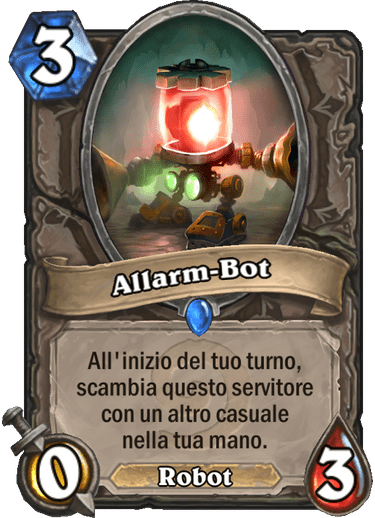 3
Allarm-Bot
All'inizio del tuo turno,
scambia questo servitore
con un altro casuale
nella tua mano.
0
Robot
3